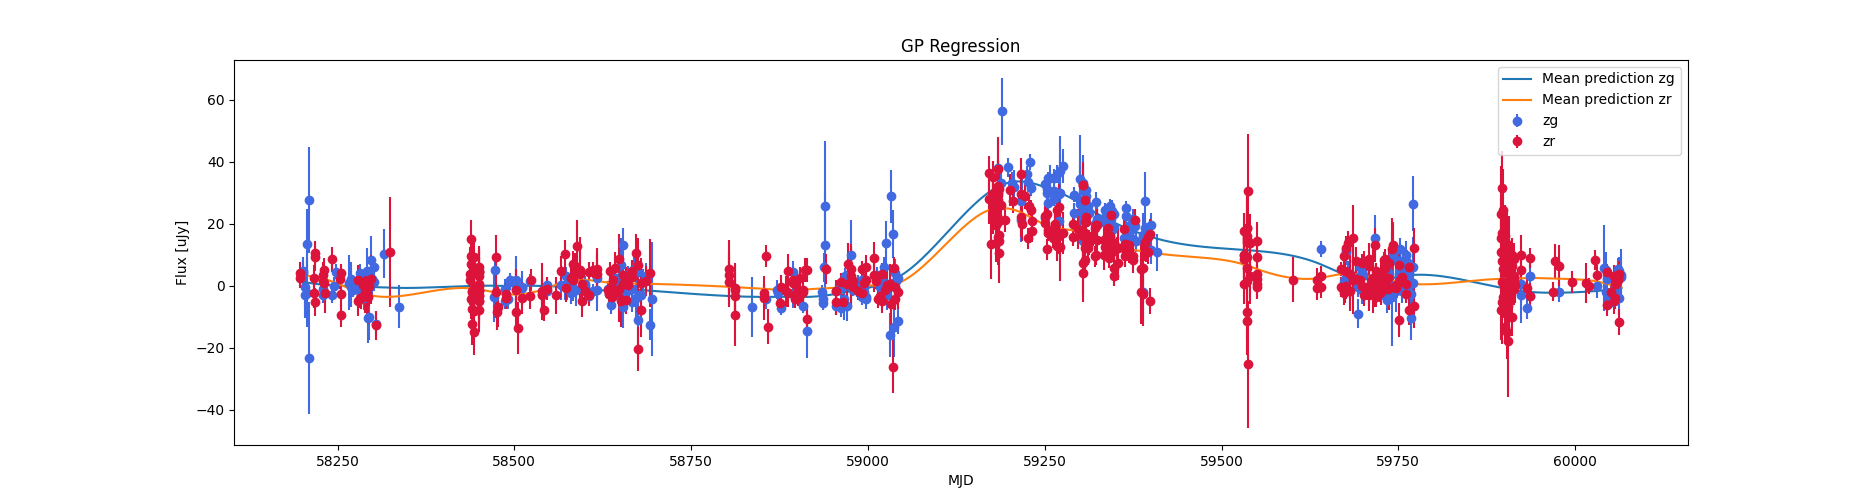 GP Regression
Flux [uJy]
60
40
20
0
−20
−40
58250
58500
58750
59000
59250
59500
59750
60000
MJD
Mean prediction zg
Mean prediction zr
zg
zr